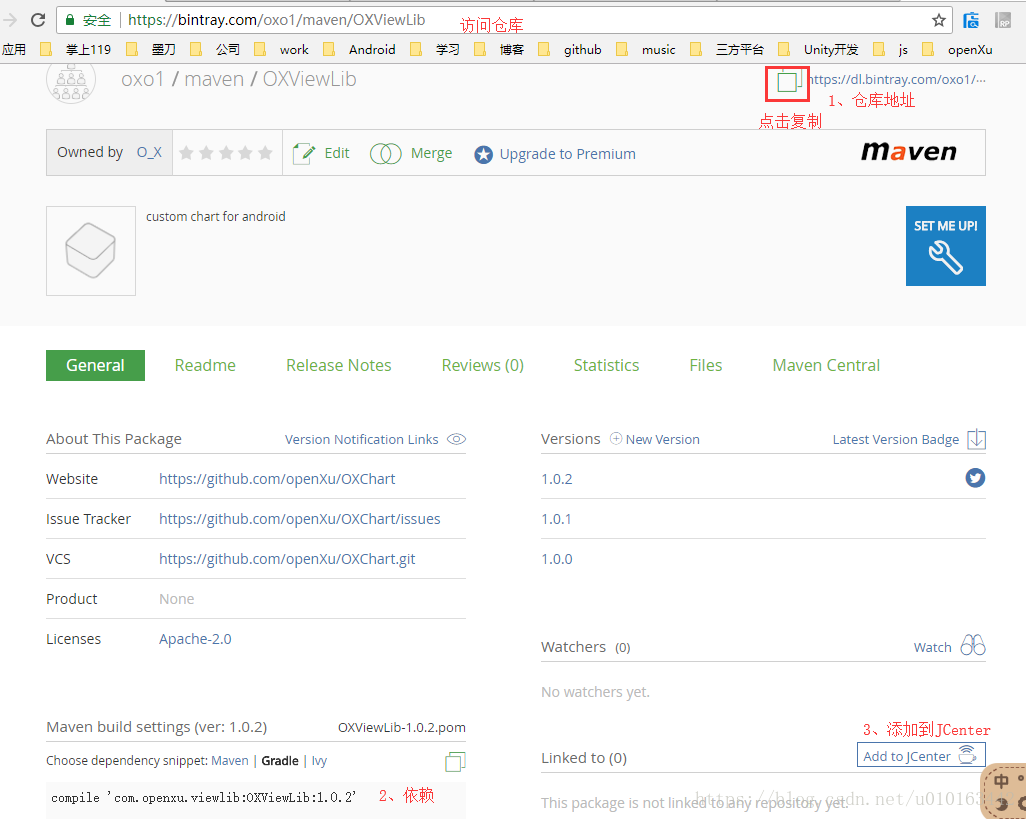 安全 https://bintray.com/oxo1/maven/OXViewLib 访问仓库 RP
应用 掌上119 墨刀 公司 work Android 学习 博客 github music 三方平台 Unity开发 js openXu
oxo1 / maven / OXViewLib
https://dl.bintray.com/oxo1/···
1、仓库地址
点击复制
Owned by O_X Edit Merge Upgrade to Premium maven
custom chart for android
SET ME UP!
General Readme Release Notes Reviews (0) Statistics Files Maven Central
About This Package Version Notification Links
Website https://github.com/openXu/OXChart
Issue Tracker https://github.com/openXu/OXChart/issues
VCS https://github.com/openXu/OXChart.git
Product None
Licenses Apache-2.0
Versions New Version Latest Version Badge
1.0.2
1.0.1
1.0.0
Watchers (0) Watch
No watchers yet.
Maven build settings (ver: 1.0.2) OXViewLib-1.0.2.pom
Choose dependency snippet: Maven | Gradle | Ivy
compile 'com.openxu.viewlib:OXViewLib:1.0.2' 2、依赖
3、添加到JCenter
Linked to (0) Add to JCenter
This package is not linked to any repository yet.
https://blog.csdn.net/u010163
中